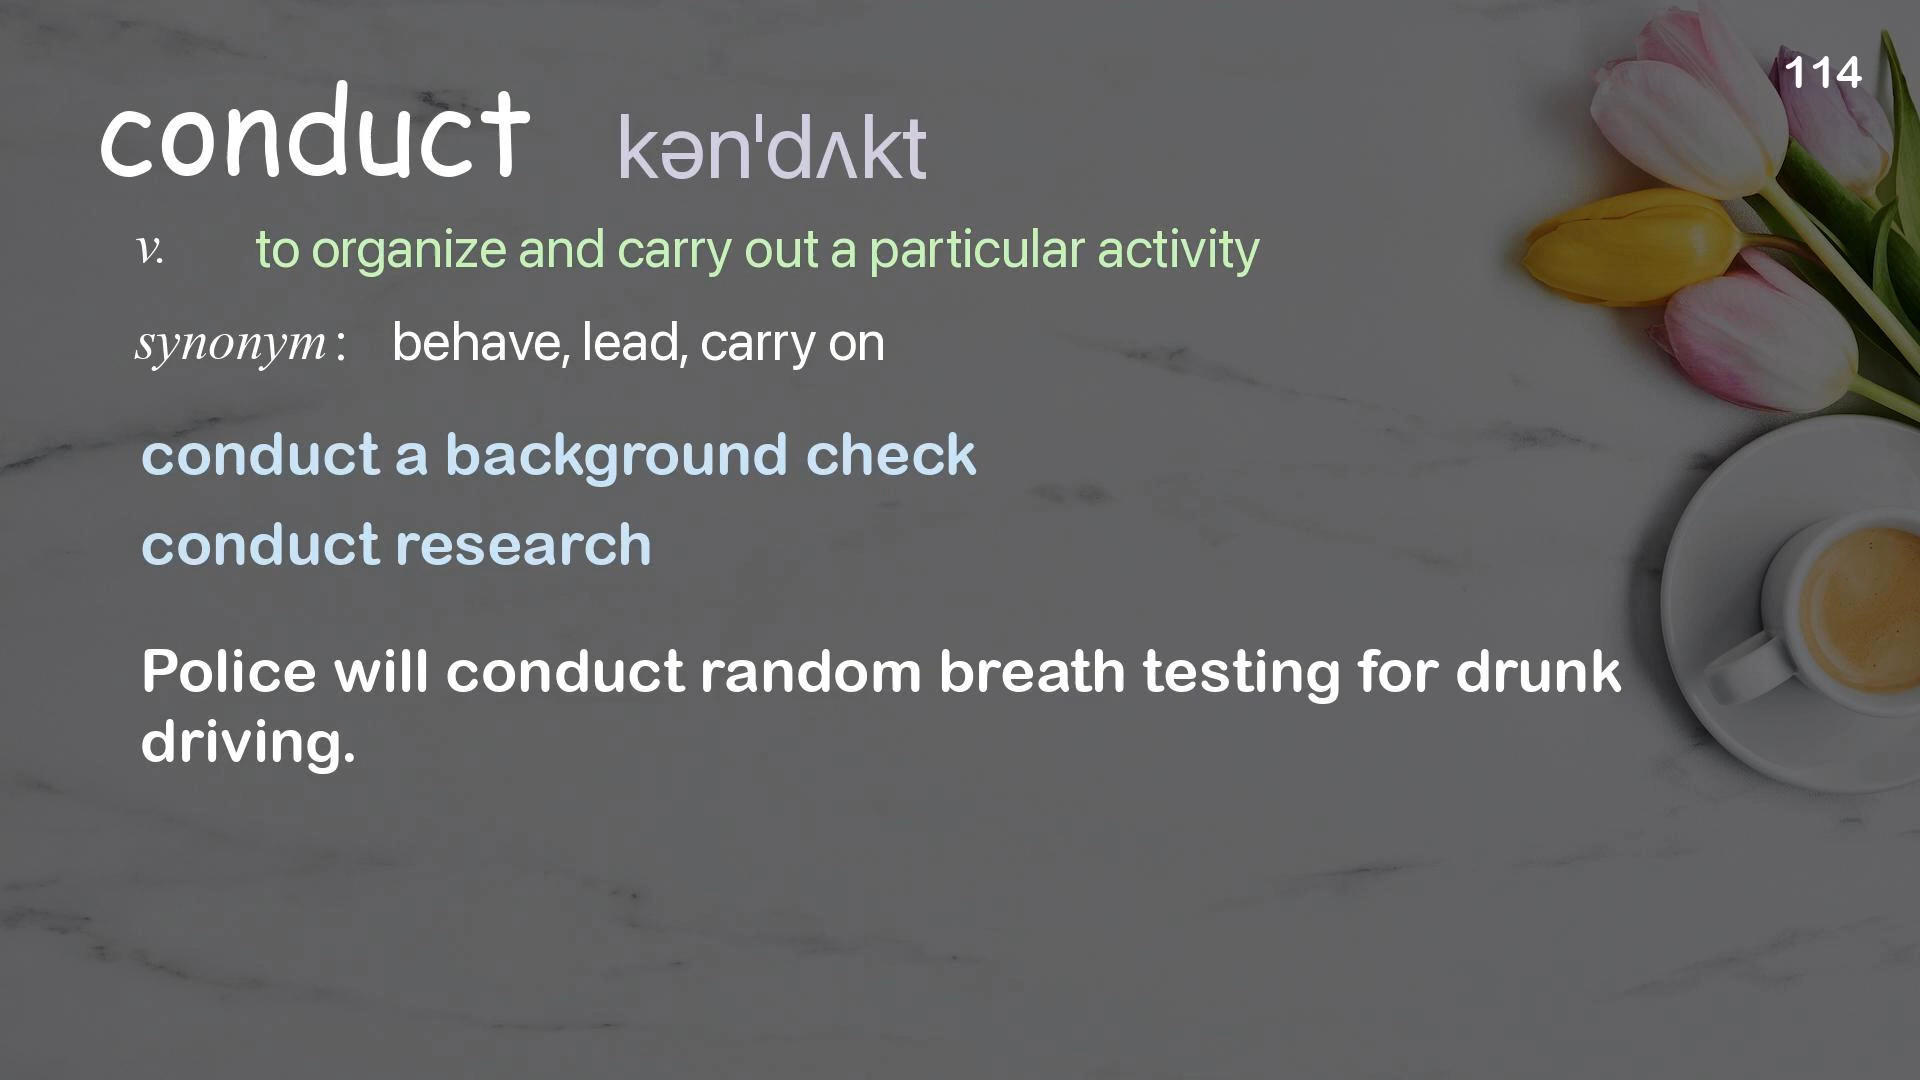 114
conduct kən'dʌkt
v. to organize and carry out a particular activity
synonym: behave, lead, carry on
conduct a background check
conduct research
Police will conduct random breath testing for drunk
driving.